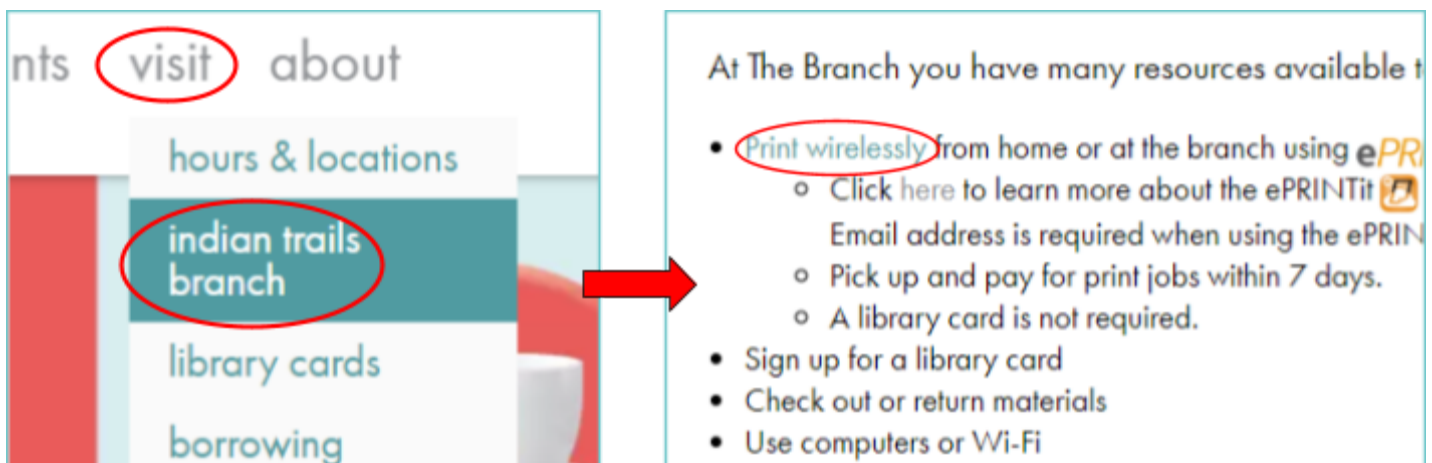 nts visit about
hours & locations
indian trails
branch
library cards
borrowing
At The Branch you have many resources available
• Print wirelessly from home or at the branch using ePRI
○ Click here to learn more about the ePRINTit
Email address is required when using the ePRIN
○ Pick up and pay for print jobs within 7 days.
○ A library card is not required.
• Sign up for a library card
• Check out or return materials
• Use computers or Wi-Fi